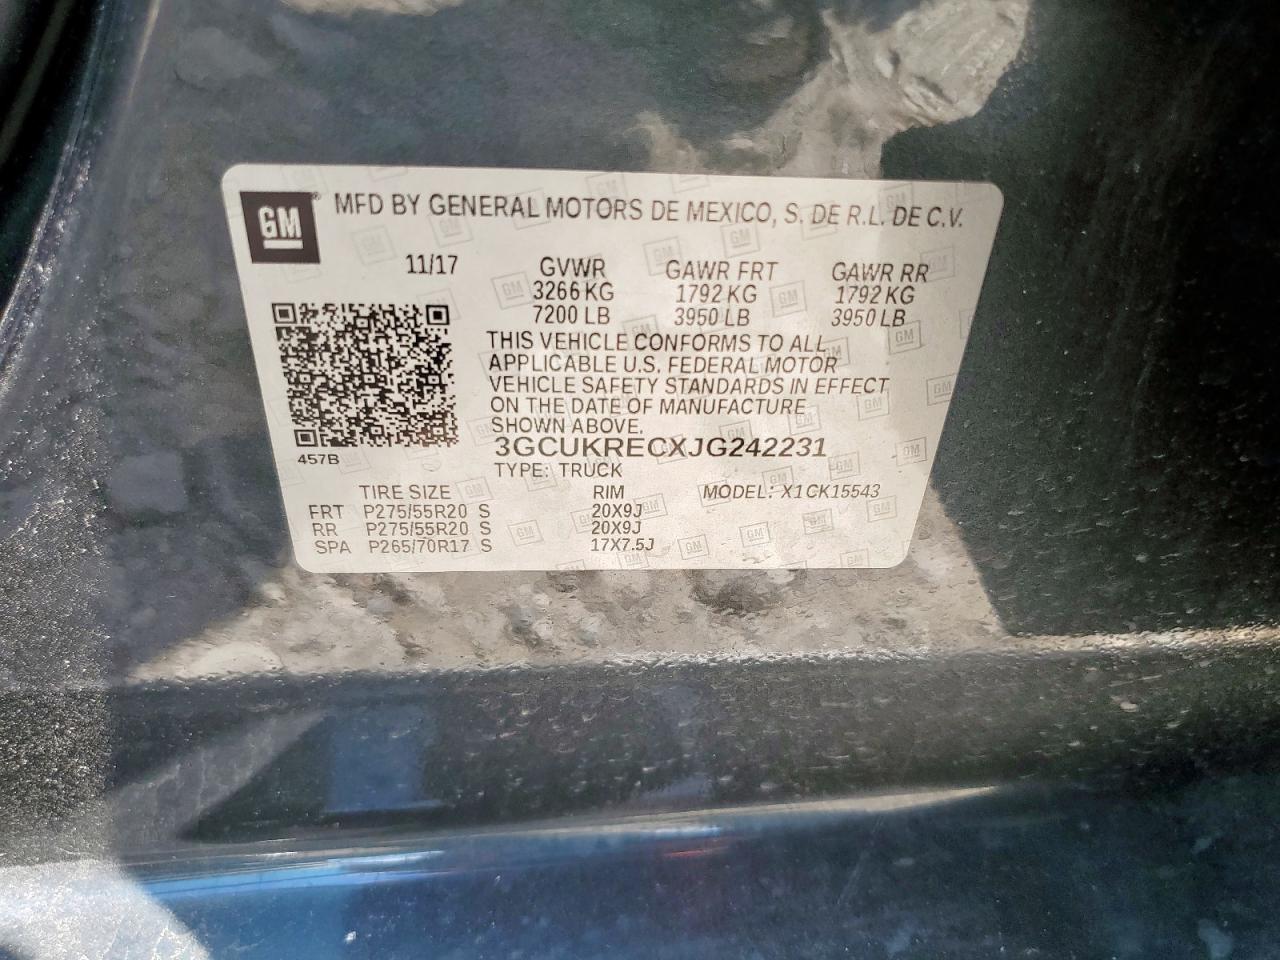 GM® MFD BY GENERAL MOTORS DE MEXICO, S. DE R.L. DE C.V.
11/17 GVWR GAWR FRT GAWR RR
3266 KG 1792 KG 1792 KG
7200 LB 3950 LB 3950 LB
THIS VEHICLE CONFORMS TO ALL
APPLICABLE U.S. FEDERAL MOTOR
VEHICLE SAFETY STANDARDS IN EFFECT
ON THE DATE OF MANUFACTURE
SHOWN ABOVE.
3GCUKRECXJG242231
457B
TYPE: TRUCK
TIRE SIZE RIM MODEL: X1CK15543
FRT P275/55R20 S 20X9J
RR P275/55R20 S 20X9J
SPA P265/70R17 S 17X7.5J